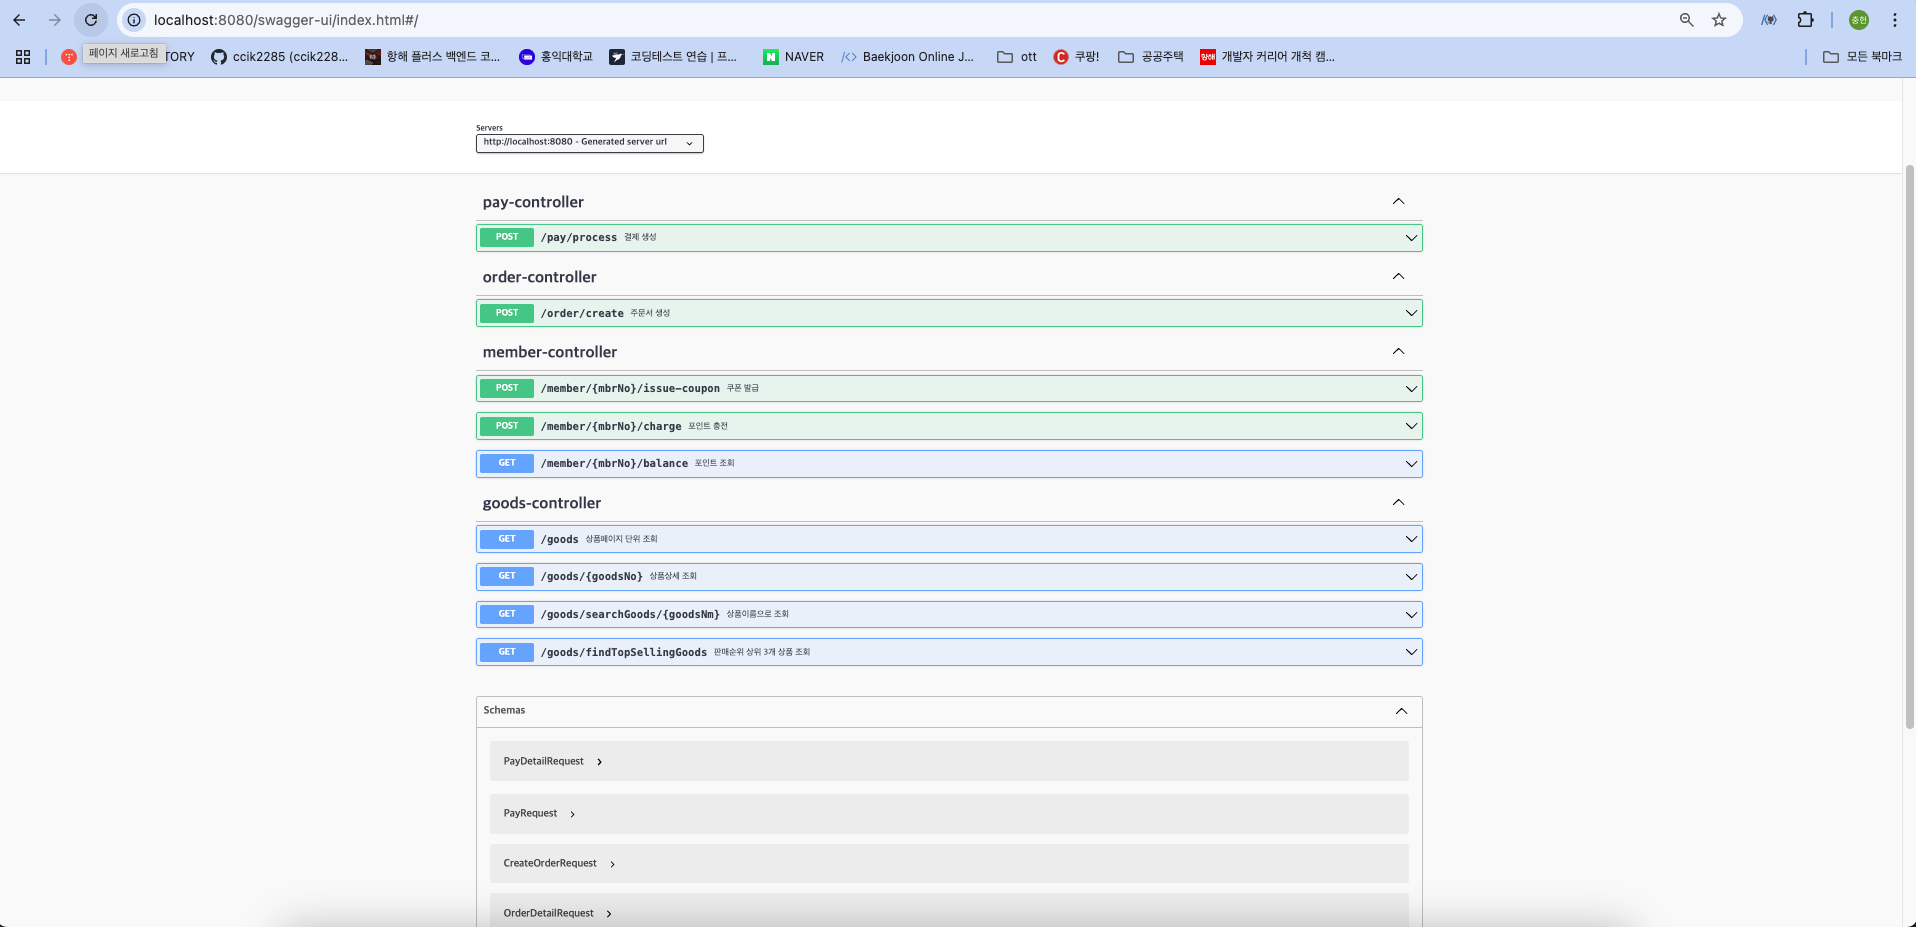 localhost:8080/swagger-ui/index.html#/
충헌
페이지 새로고침
TORY
ccik2285 (ccik228...
항해 플러스 백엔드 코...
홍익대학교
코딩테스트 연습 | 프...
NAVER
Baekjoon Online J...
ott
쿠팡!
공공주택
항해
개발자 커리어 개척 캠...
모든 북마크
Servers
http://localhost:8080 - Generated server url
pay-controller
POST /pay/process 결제 생성
order-controller
POST /order/create 주문서 생성
member-controller
POST /member/{mbrNo}/issue-coupon 쿠폰 발급
POST /member/{mbrNo}/charge 포인트 충전
GET /member/{mbrNo}/balance 포인트 조회
goods-controller
GET /goods 상품페이지 단위 조회
GET /goods/{goodsNo} 상품상세 조회
GET /goods/searchGoods/{goodsNm} 상품이름으로 조회
GET /goods/findTopSellingGoods 판매순위 상위 3개 상품 조회
Schemas
PayDetailRequest
PayRequest
CreateOrderRequest
OrderDetailRequest